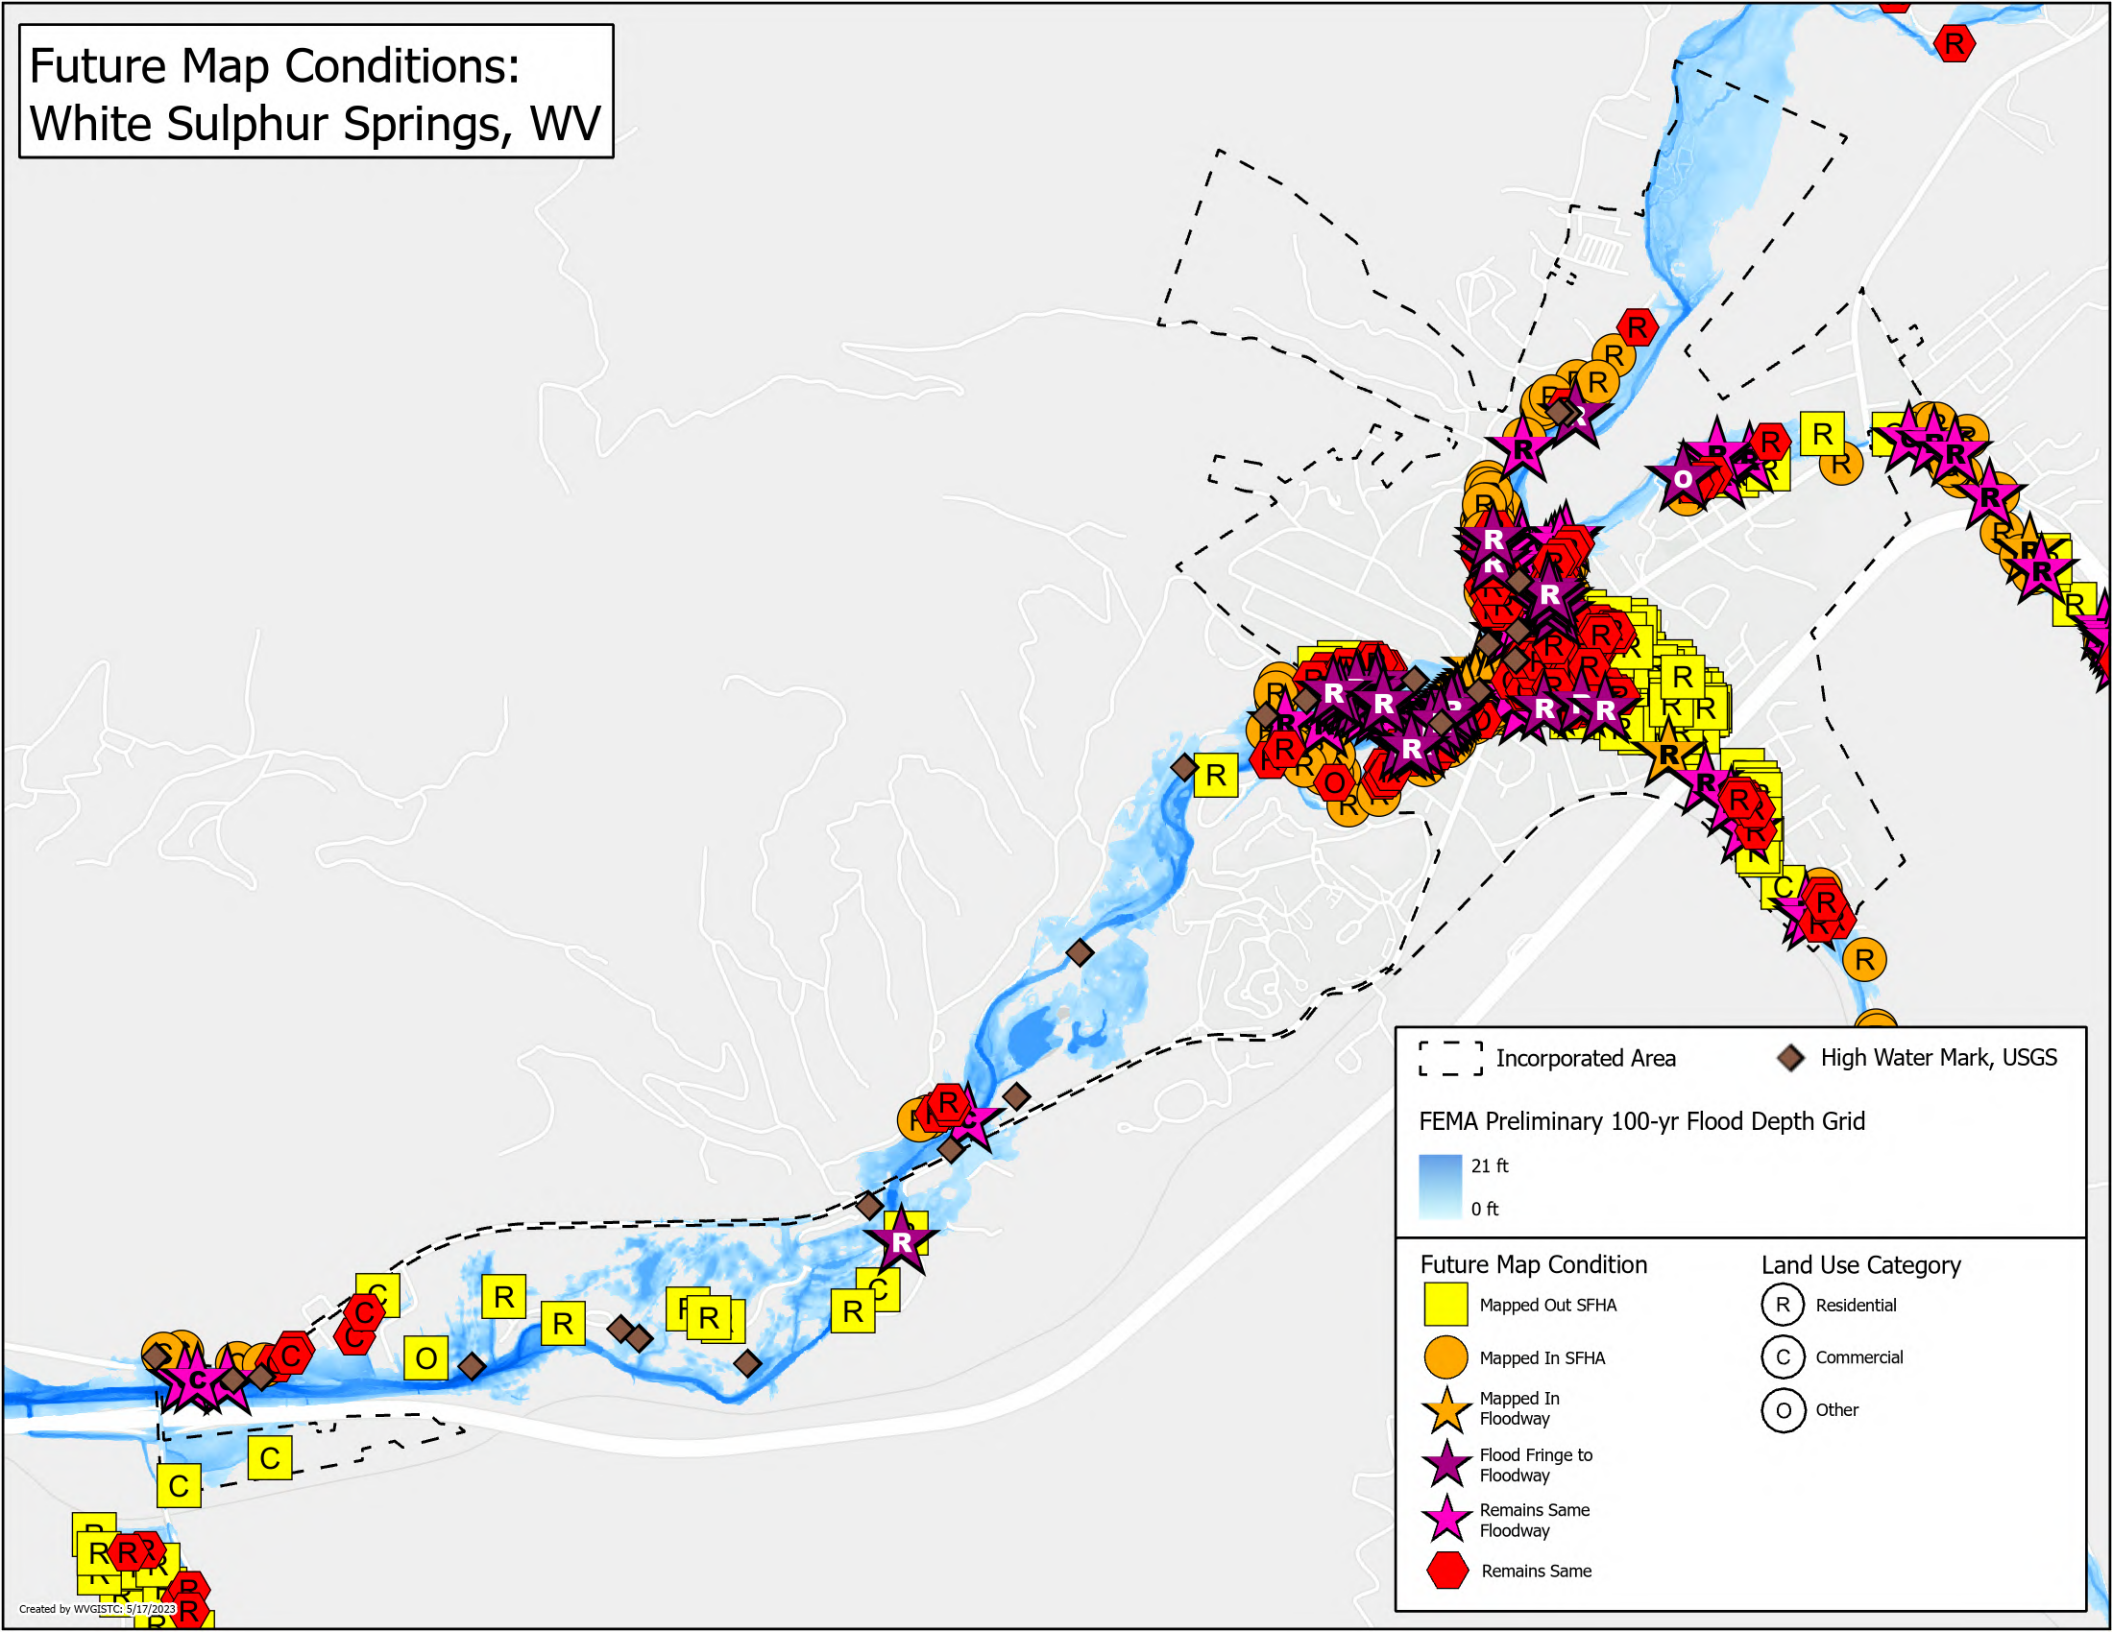 Future Map Conditions:
White Sulphur Springs, WV
Incorporated Area
High Water Mark, USGS
FEMA Preliminary 100-yr Flood Depth Grid
21 ft
0 ft
Future Map Condition
Mapped Out SFHA
Mapped In SFHA
Mapped In
Floodway
Flood Fringe to
Floodway
Remains Same
Floodway
Remains Same
Land Use Category
R Residential
C Commercial
O Other
Created by WVGISTC: 5/17/2023